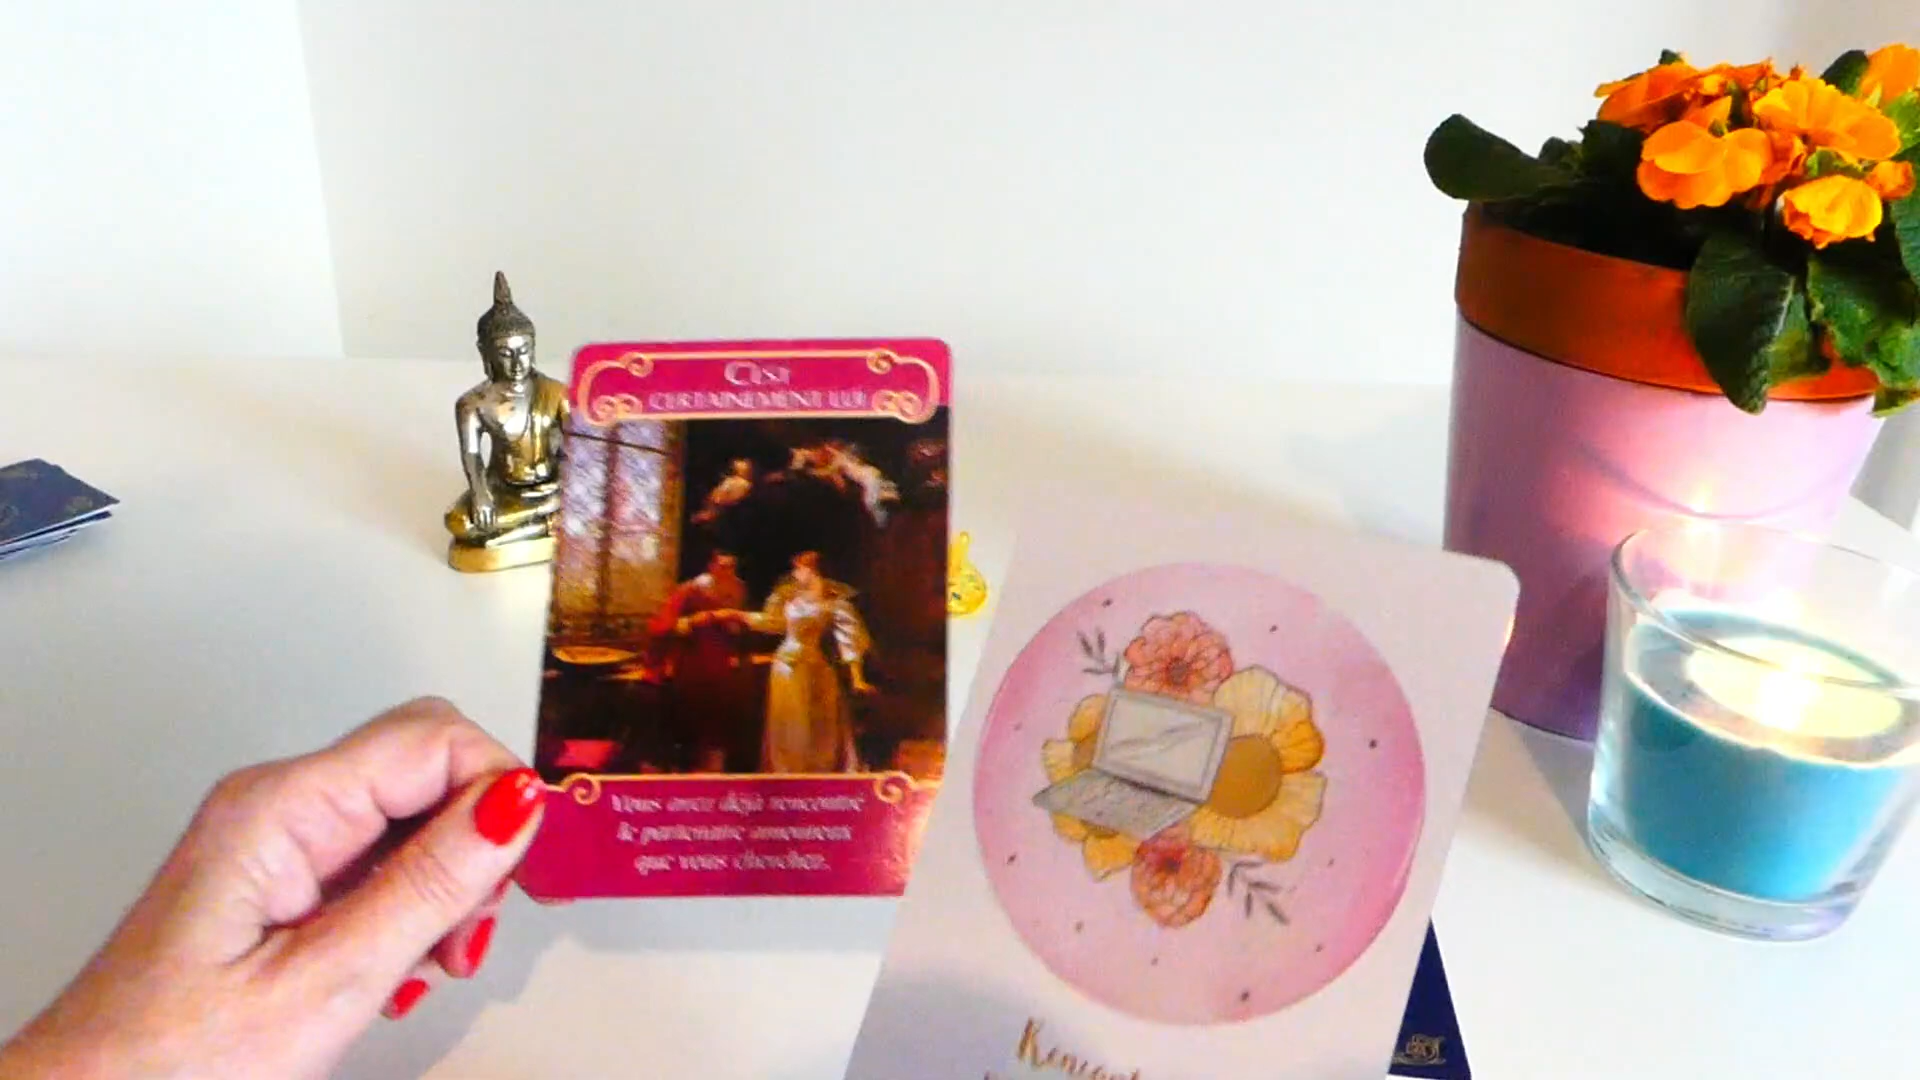 C'est
certainement lui
Vous avez déjà rencontré
le partenaire amoureux
que vous cherchez.